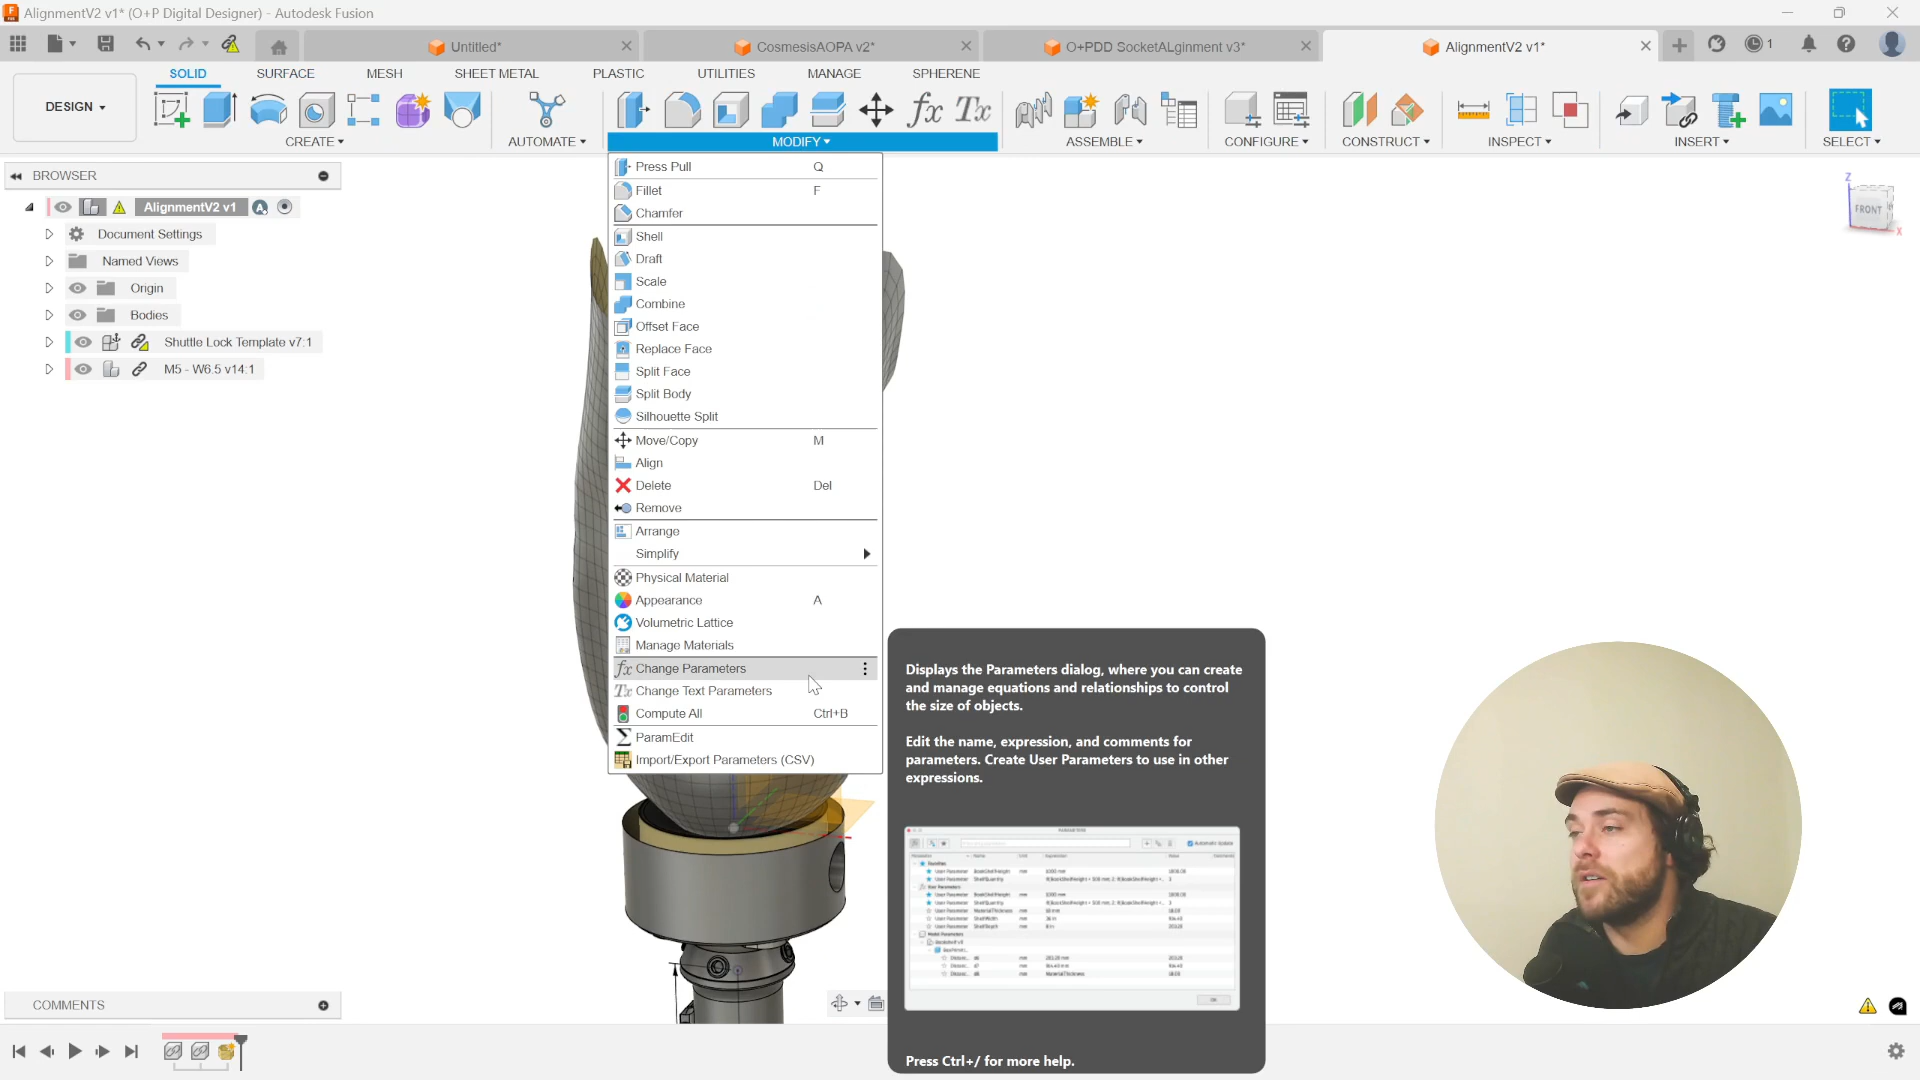 AlignmentV2 v1* (O+P Digital Designer) - Autodesk Fusion
Untitled*
CosmesisAOPA v2*
O+PDD SocketALginment v3*
AlignmentV2 v1*
1
SOLID
SURFACE
MESH
SHEET METAL
PLASTIC
UTILITIES
MANAGE
SPHERENE
DESIGN
CREATE
AUTOMATE
MODIFY
ASSEMBLE
CONFIGURE
CONSTRUCT
INSPECT
INSERT
SELECT
BROWSER
AlignmentV2 v1
Document Settings
Named Views
Origin
Bodies
Shuttle Lock Template v7:1
M5 - W6.5 v14:1
Press Pull Q
Fillet F
Chamfer
Shell
Draft
Scale
Combine
Offset Face
Replace Face
Split Face
Split Body
Silhouette Split
Move/Copy M
Align
Delete Del
Remove
Arrange
Simplify
Physical Material
Appearance A
Volumetric Lattice
Manage Materials
Change Parameters
Change Text Parameters
Compute All Ctrl+B
ParamEdit
Import/Export Parameters (CSV)
Displays the Parameters dialog, where you can create
and manage equations and relationships to control
the size of objects.
Edit the name, expression, and comments for
parameters. Create User Parameters to use in other
expressions.
Press Ctrl+/ for more help.
Z
FRONT
X
COMMENTS